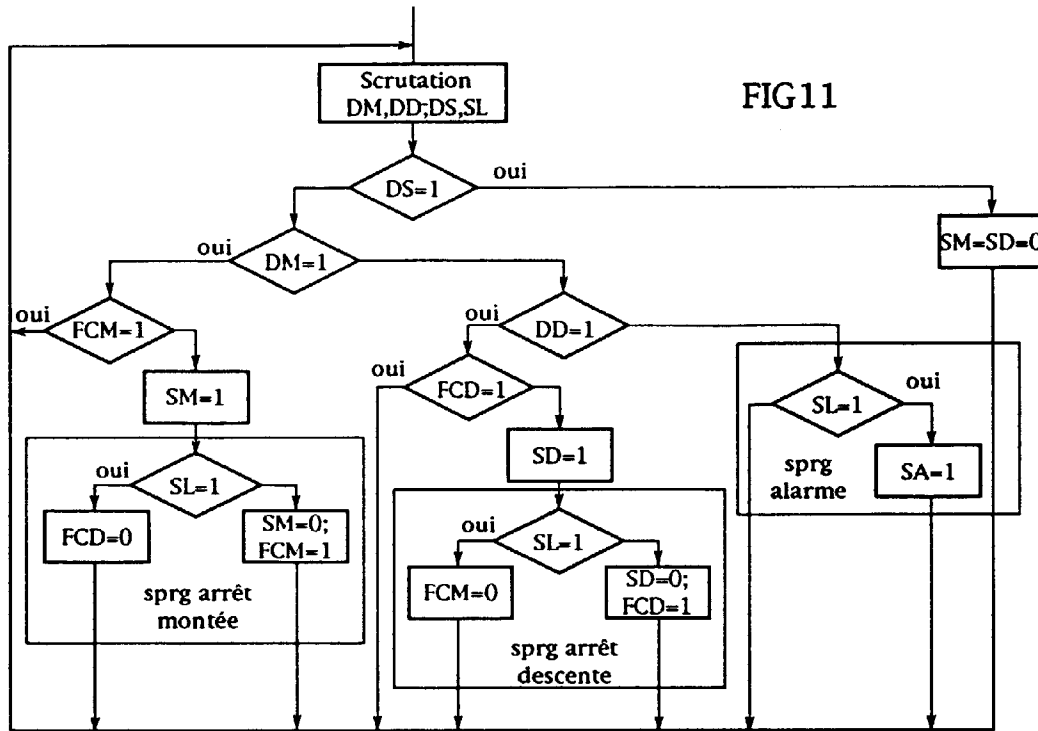 Scrutation
DM,DD;DS,SL
FIG11
DS=1
oui
SM=SD=0
oui
DM=1
oui
FCM=1
oui
DD=1
SM=1
oui
FCD=1
SL=1
oui
SD=1
sprg
alarme
SA=1
oui
SL=1
FCD=0
SM=0;
FCM=1
sprg arrêt
montée
oui
SL=1
FCM=0
SD=0;
FCD=1
sprg arrêt
descente